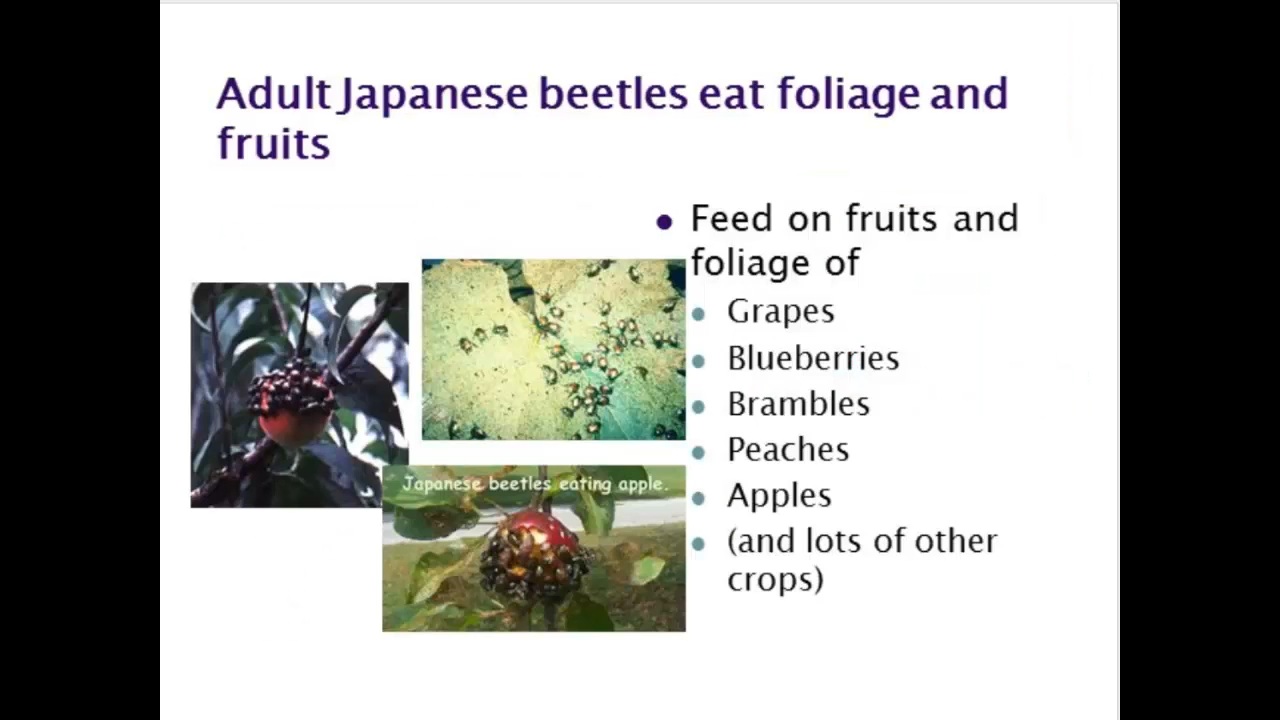 Adult Japanese beetles eat foliage and
fruits
Feed on fruits and
foliage of
Grapes
Blueberries
Brambles
Peaches
Apples
(and lots of other
crops)
Japanese beetles eating apple.